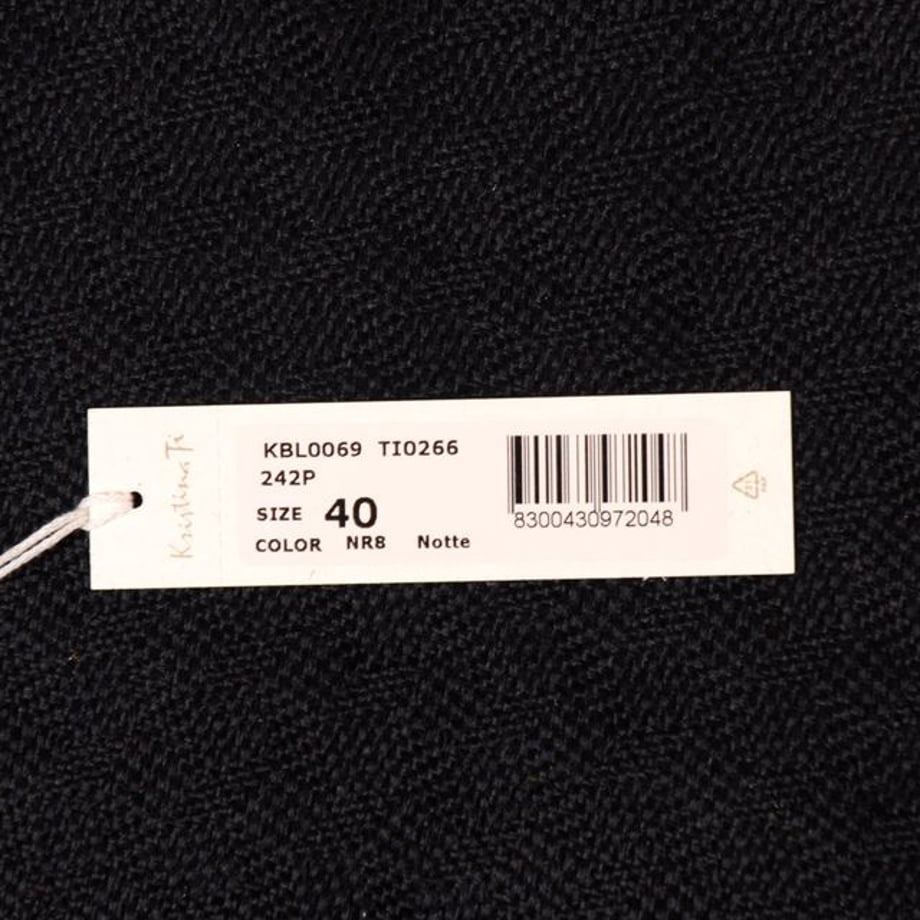 Kristina Ti
KBL0069 TI0266
242P
SIZE 40
COLOR NR8 Notte
8300430972048